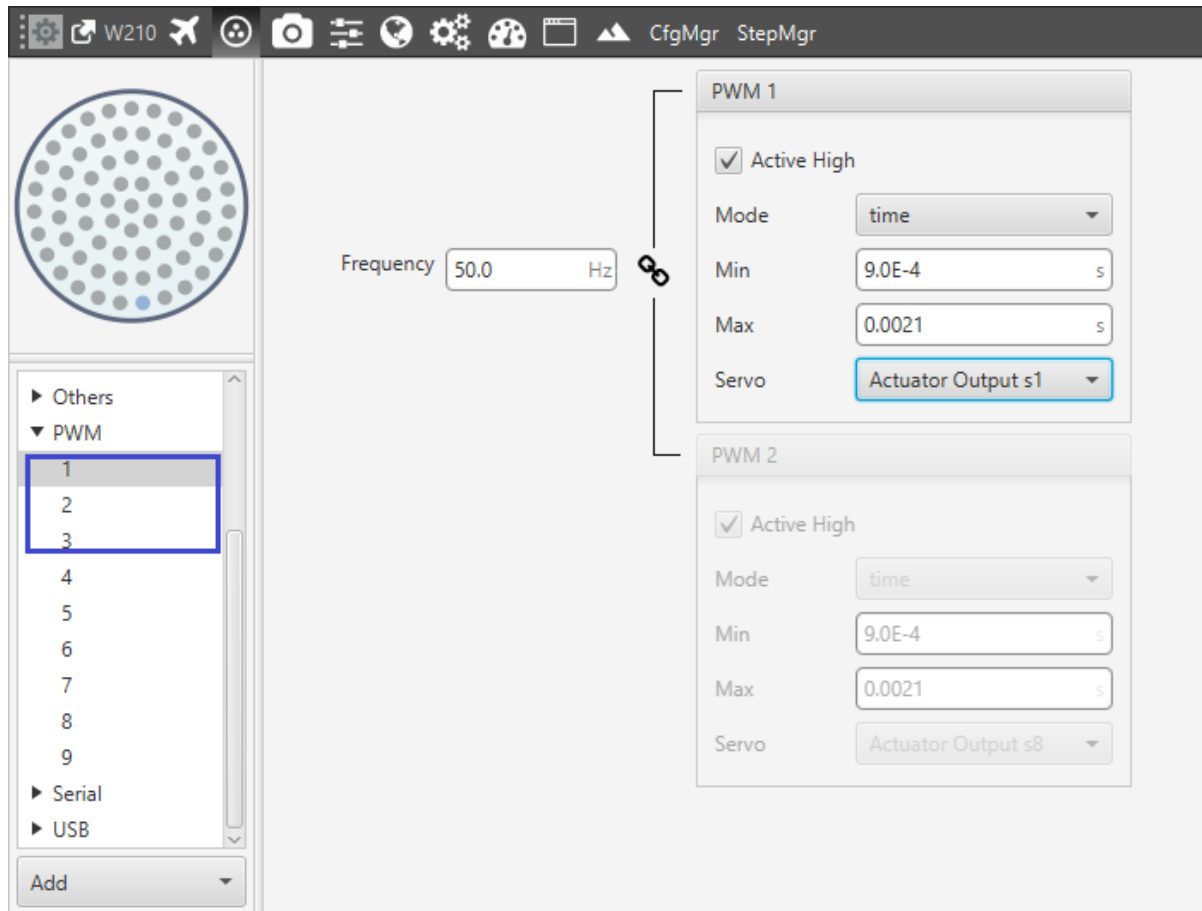 W210 CfgMgr StepMgr
Others
PWM
1
2
3
4
5
6
7
8
9
Serial
USB
Add
Frequency 50.0 Hz
PWM 1
Active High
Mode time
Min 9.0E-4 s
Max 0.0021 s
Servo Actuator Output s1
PWM 2
Active High
Mode time
Min 9.0E-4 s
Max 0.0021 s
Servo Actuator Output s8